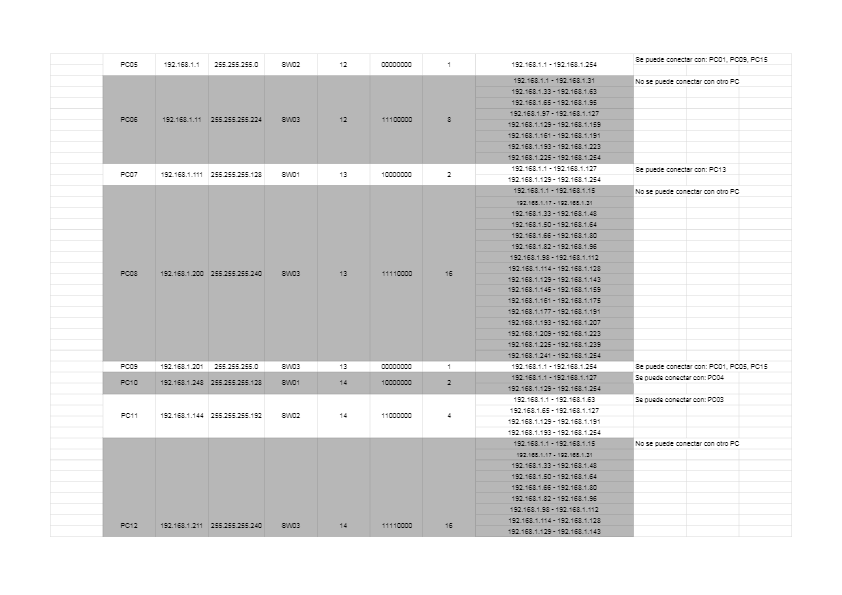 PC05 192.168.1.1 255.255.255.0 SW02 12 00000000 1 192.168.1.1 - 192.168.1.254 Se puede conectar con: PC01, PC09, PC15
192.168.1.1 - 192.168.1.31 No se puede conectar con otro PC
192.168.1.33 - 192.168.1.63
192.168.1.65 - 192.168.1.95
192.168.1.97 - 192.168.1.127
PC06 192.168.1.11 255.255.255.224 SW03 12 11100000 8
192.168.1.129 - 192.168.1.159
192.168.1.161 - 192.168.1.191
192.168.1.193 - 192.168.1.223
192.168.1.225 - 192.168.1.254
PC07 192.168.1.111 255.255.255.128 SW01 13 10000000 2
192.168.1.1 - 192.168.1.127 Se puede conectar con: PC13
192.168.1.129 - 192.168.1.254
192.168.1.1 - 192.168.1.15 No se puede conectar con otro PC
192.168.1.17 - 192.168.1.31
192.168.1.33 - 192.168.1.48
192.168.1.50 - 192.168.1.64
192.168.1.66 - 192.168.1.80
192.168.1.82 - 192.168.1.96
192.168.1.98 - 192.168.1.112
192.168.1.114 - 192.168.1.128
PC08 192.168.1.200 255.255.255.240 SW03 13 11110000 16
192.168.1.129 - 192.168.1.143
192.168.1.145 - 192.168.1.159
192.168.1.161 - 192.168.1.175
192.168.1.177 - 192.168.1.191
192.168.1.193 - 192.168.1.207
192.168.1.209 - 192.168.1.223
192.168.1.225 - 192.168.1.239
192.168.1.241 - 192.168.1.254
PC09 192.168.1.201 255.255.255.0 SW03 13 00000000 1 192.168.1.1 - 192.168.1.254 Se puede conectar con: PC01, PC05, PC15
PC10 192.168.1.248 255.255.255.128 SW01 14 10000000 2
192.168.1.1 - 192.168.1.127 Se puede conectar con: PC04
192.168.1.129 - 192.168.1.254
192.168.1.1 - 192.168.1.63 Se puede conectar con: PC03
192.168.1.65 - 192.168.1.127
PC11 192.168.1.144 255.255.255.192 SW02 14 11000000 4
192.168.1.129 - 192.168.1.191
192.168.1.193 - 192.168.1.254
192.168.1.1 - 192.168.1.15 No se puede conectar con otro PC
192.168.1.17 - 192.168.1.31
192.168.1.33 - 192.168.1.48
192.168.1.50 - 192.168.1.64
192.168.1.66 - 192.168.1.80
192.168.1.82 - 192.168.1.96
192.168.1.98 - 192.168.1.112
192.168.1.114 - 192.168.1.128
PC12 192.168.1.211 255.255.255.240 SW03 14 11110000 16
192.168.1.129 - 192.168.1.143